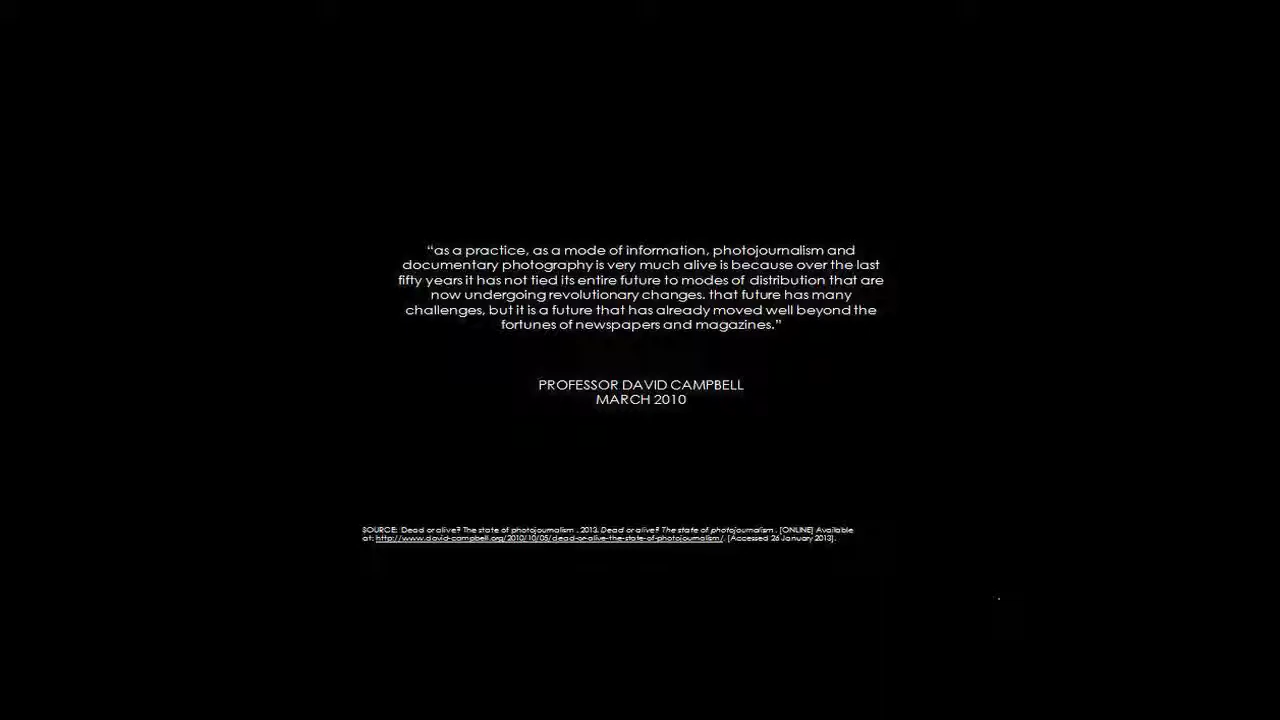 “as a practice, as a mode of information, photojournalism and
documentary photography is very much alive is because over the last
fifty years it has not tied its entire future to modes of distribution that are
now undergoing revolutionary changes. that future has many
challenges, but it is a future that has already moved well beyond the
fortunes of newspapers and magazines.”
PROFESSOR DAVID CAMPBELL
MARCH 2010
SOURCE: Dead or alive? The state of photojournalism . 2013. Dead or alive? The state of photojournalism . [ONLINE] Available
at: http://www.david-campbell.org/2010/10/05/dead-or-alive-the-state-of-photojournalism/. [Accessed 26 January 2013].